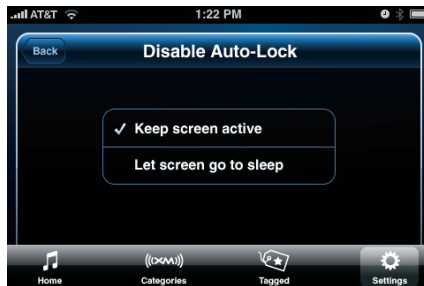 AT&T 1:22 PM
Back Disable Auto-Lock
✓ Keep screen active
Let screen go to sleep
((XM))
Home Categories Tagged Settings